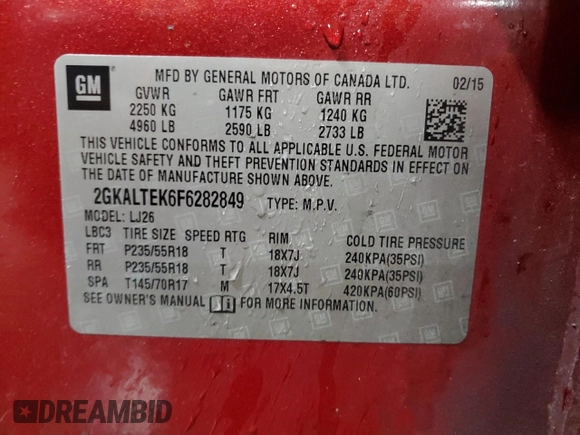 GM
MFD BY GENERAL MOTORS OF CANADA LTD. 02/15
GVWR GAWR FRT GAWR RR
2250 KG 1175 KG 1240 KG
4960 LB 2590 LB 2733 LB
THIS VEHICLE CONFORMS TO ALL APPLICABLE U.S. FEDERAL MOTOR
VEHICLE SAFETY AND THEFT PREVENTION STANDARDS IN EFFECT ON
THE DATE OF MANUFACTURE SHOWN ABOVE.
2GKALTEK6F6282849 TYPE: M.P.V.
MODEL: LJ26
LBC3 TIRE SIZE SPEED RTG RIM COLD TIRE PRESSURE
FRT P235/55R18 T 18X7J 240KPA(35PSI)
RR P235/55R18 T 18X7J 240KPA(35PSI)
SPA T145/70R17 M 17X4.5T 420KPA(60PSI)
SEE OWNER'S MANUAL i FOR MORE INFORMATION.
DREAMBID